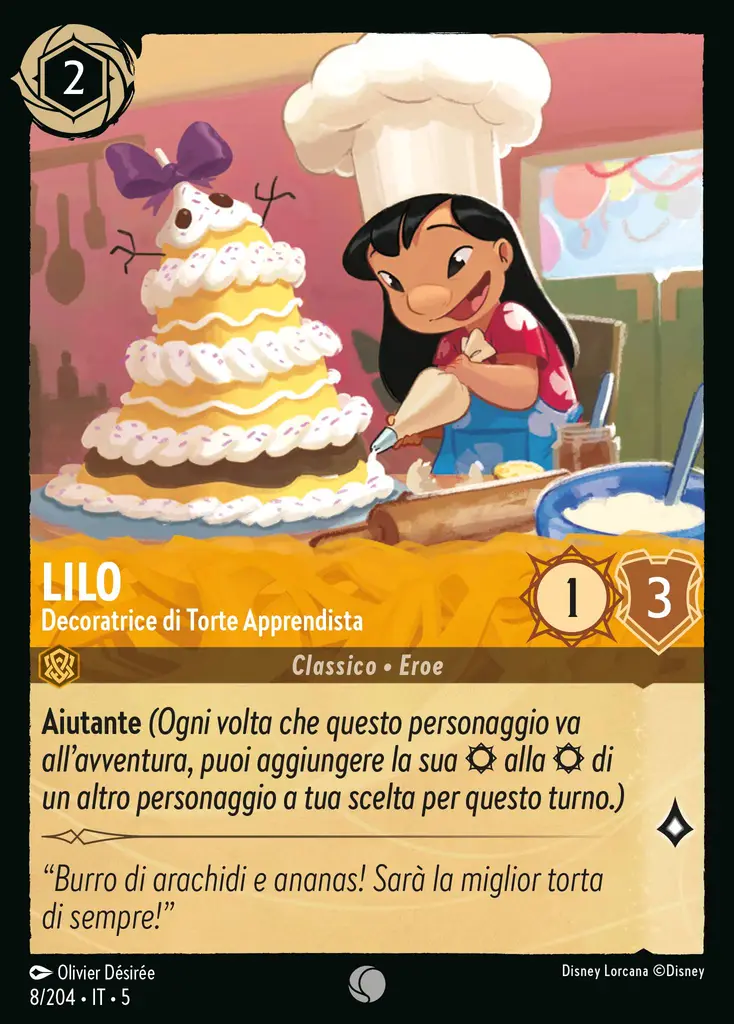 2
LILO
Decoratrice di Torte Apprendista
1
3
Classico • Eroe
Aiutante (Ogni volta che questo personaggio va
all’avventura, puoi aggiungere la sua alla di
un altro personaggio a tua scelta per questo turno.)
“Burro di arachidi e ananas! Sarà la miglior torta
di sempre!”
Olivier Désirée
Disney Lorcana ©Disney
8/204 • IT • 5